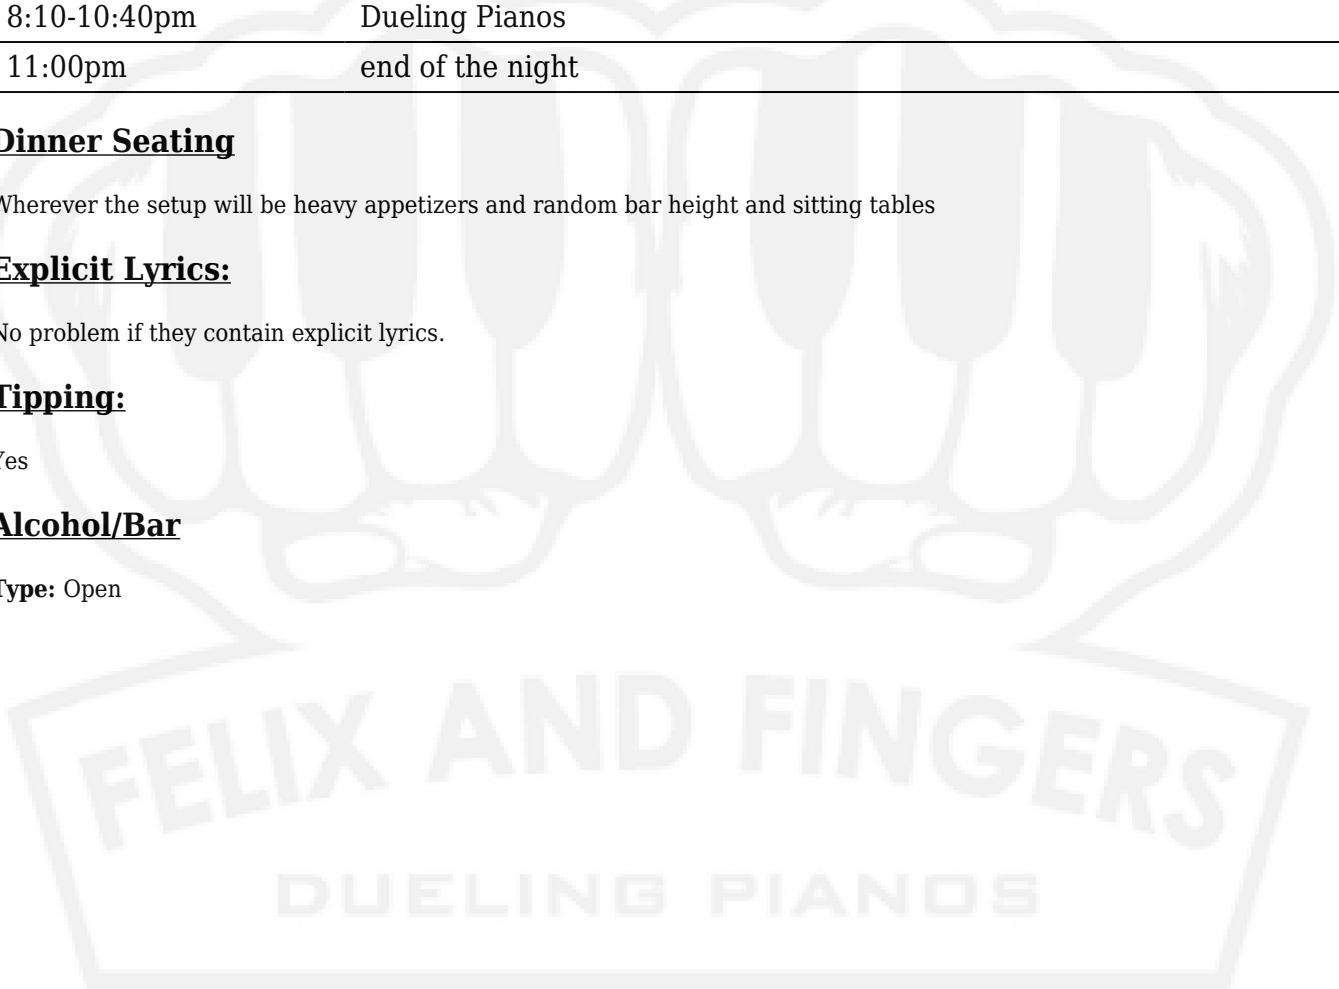 8:10-10:40pm Dueling Pianos
11:00pm end of the night
Dinner Seating
Wherever the setup will be heavy appetizers and random bar height and sitting tables
Explicit Lyrics:
No problem if they contain explicit lyrics.
Tipping:
Yes
Alcohol/Bar
Type: Open
FELIX AND FINGERS
DUELING PIANOS